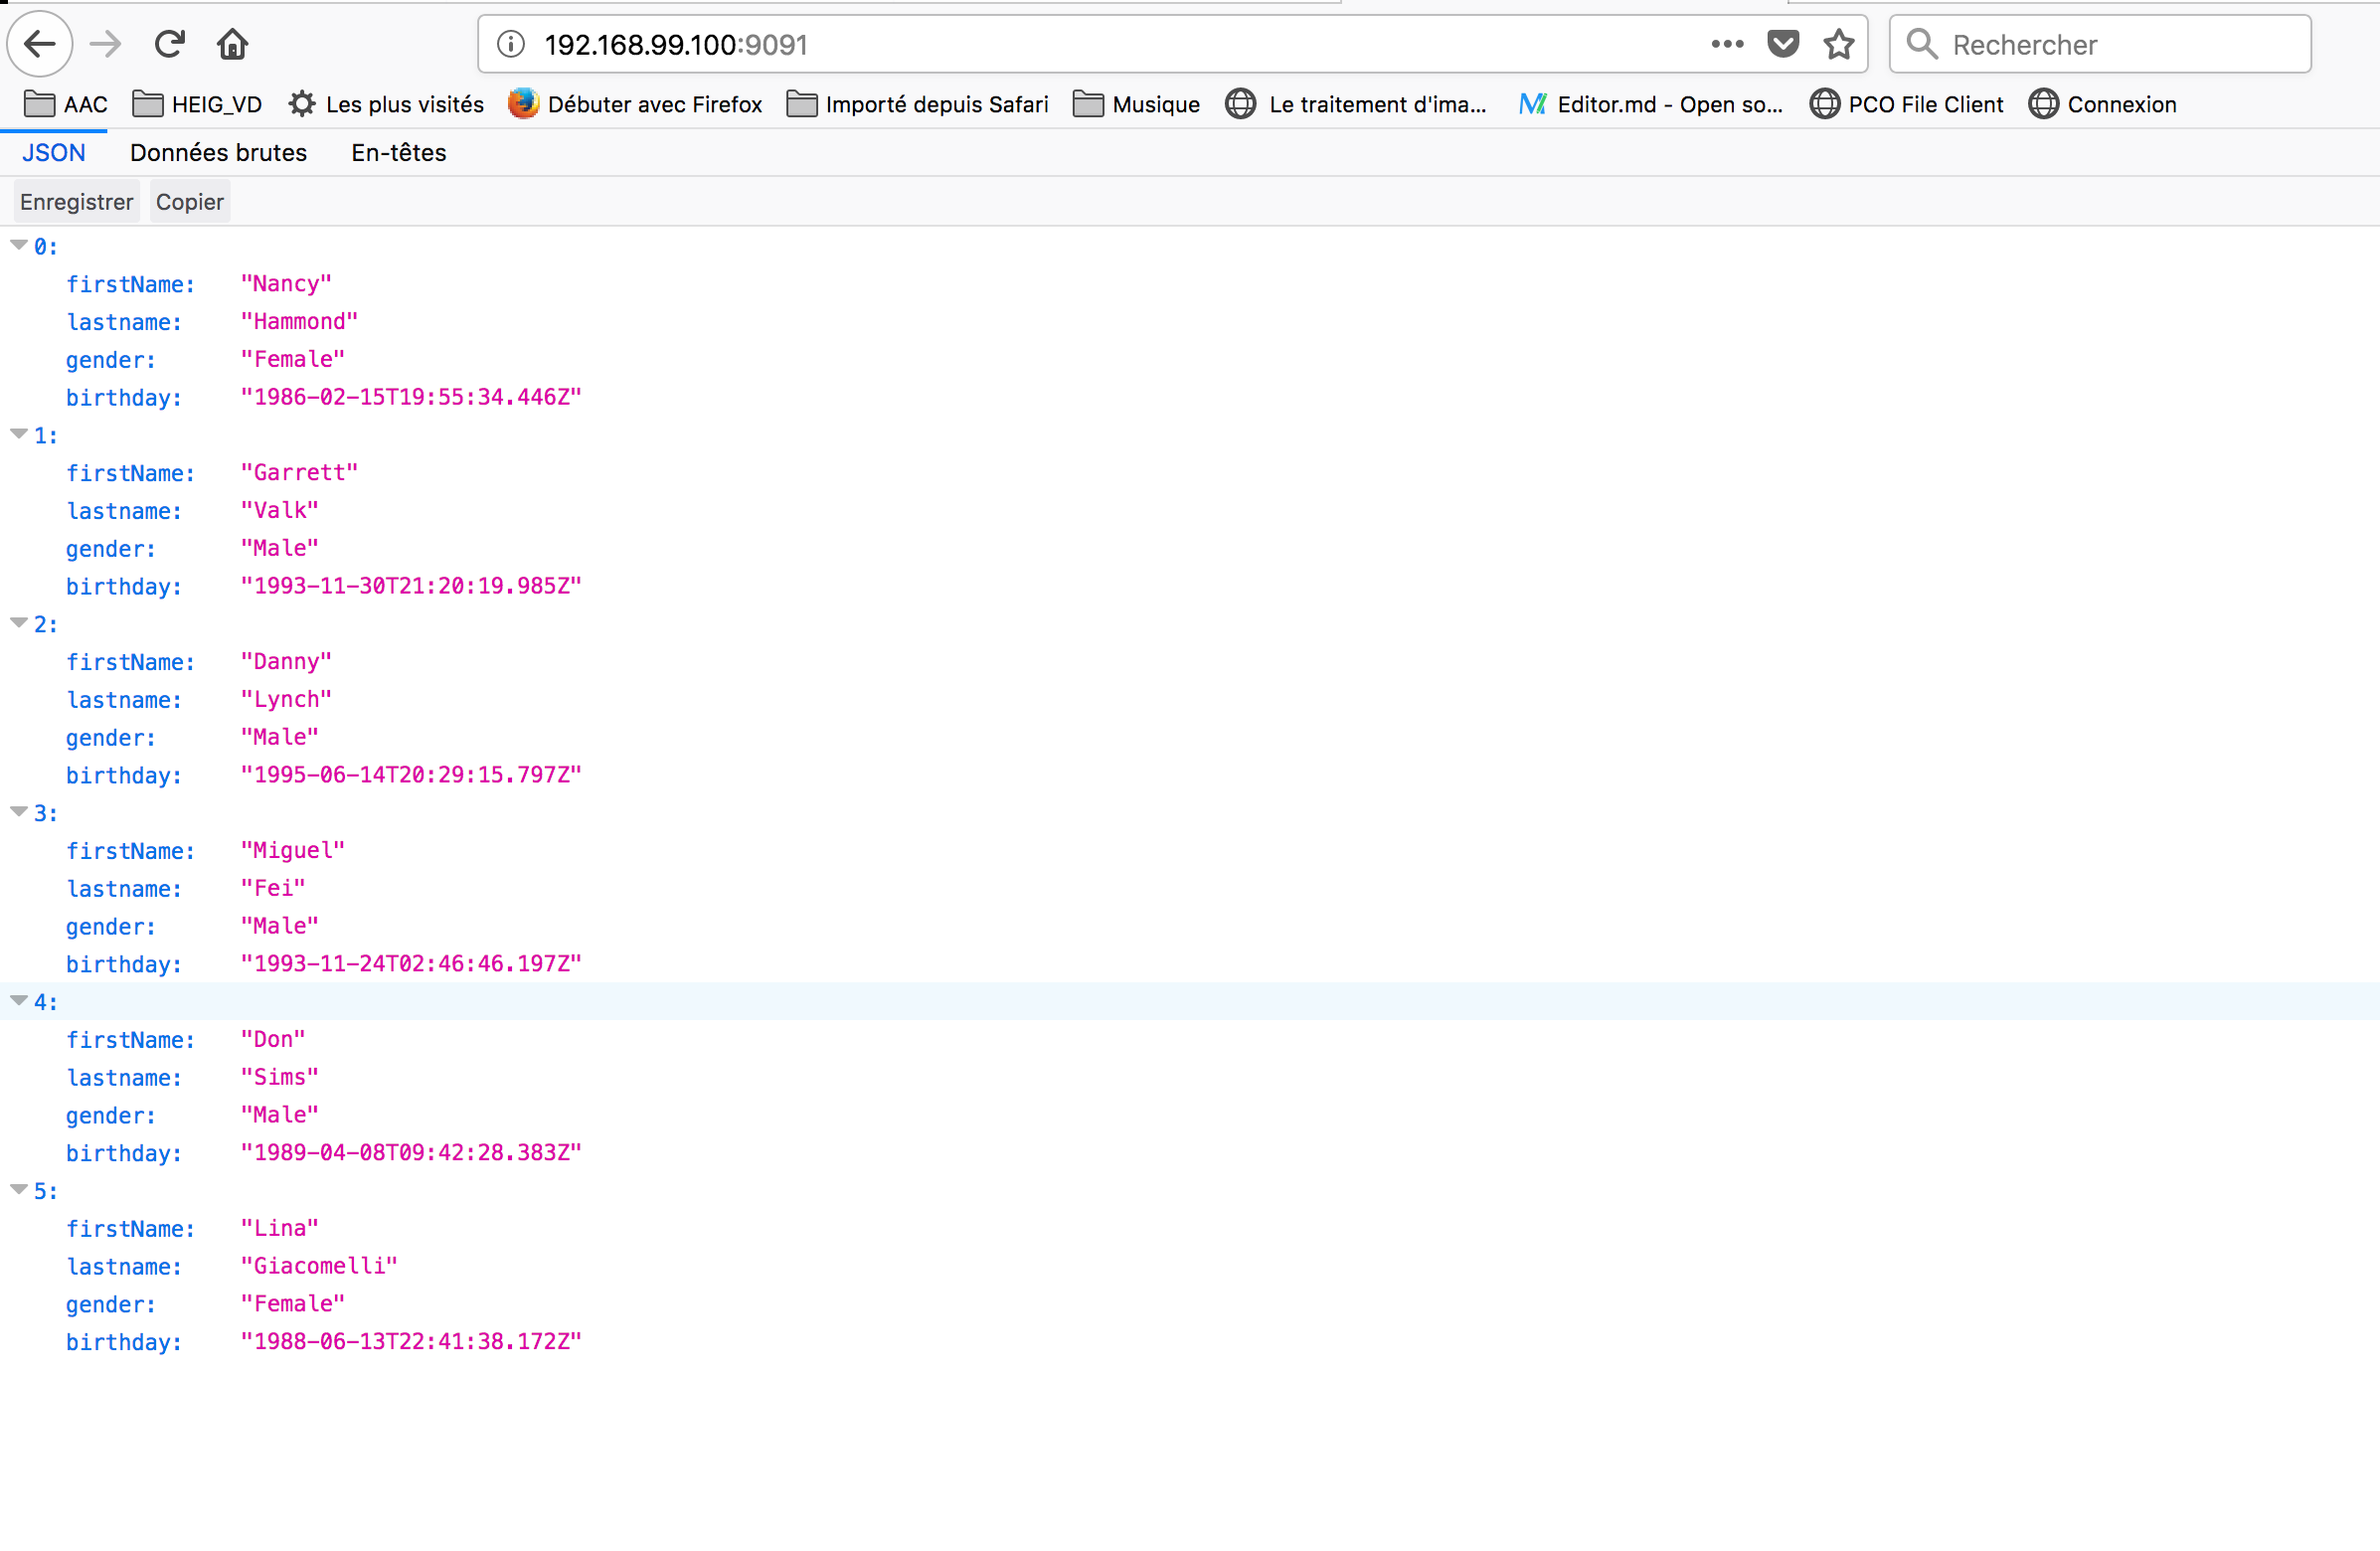 192.168.99.100:9091
Rechercher
AAC HEIG_VD Les plus visités Débuter avec Firefox Importé depuis Safari Musique Le traitement d'ima... Editor.md - Open so... PCO File Client Connexion
JSON Données brutes En-têtes
Enregistrer Copier
0:
firstName: "Nancy"
lastname: "Hammond"
gender: "Female"
birthday: "1986-02-15T19:55:34.446Z"
1:
firstName: "Garrett"
lastname: "Valk"
gender: "Male"
birthday: "1993-11-30T21:20:19.985Z"
2:
firstName: "Danny"
lastname: "Lynch"
gender: "Male"
birthday: "1995-06-14T20:29:15.797Z"
3:
firstName: "Miguel"
lastname: "Fei"
gender: "Male"
birthday: "1993-11-24T02:46:46.197Z"
4:
firstName: "Don"
lastname: "Sims"
gender: "Male"
birthday: "1989-04-08T09:42:28.383Z"
5:
firstName: "Lina"
lastname: "Giacomelli"
gender: "Female"
birthday: "1988-06-13T22:41:38.172Z"